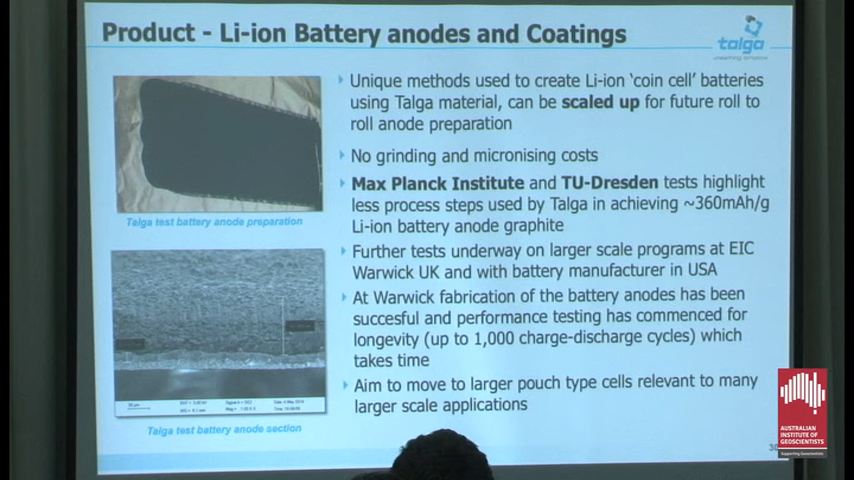 Product - Li-ion Battery anodes and Coatings
talga
Unique methods used to create Li-ion 'coin cell' batteries
using Talga material, can be scaled up for future roll to
roll anode preparation
No grinding and micronising costs
Max Planck Institute and TU-Dresden tests highlight
less process steps used by Talga in achieving ~360mAh/g
Li-ion battery anode graphite
Further tests underway on larger scale programs at EIC
Warwick UK and with battery manufacturer in USA
At Warwick fabrication of the battery anodes has been
succesful and performance testing has commenced for
longevity (up to 1,000 charge-discharge cycles) which
takes time
Aim to move to larger pouch type cells relevant to many
larger scale applications
Talga test battery anode preparation
Talga test battery anode section
AUSTRALIAN
INSTITUTE OF
GEOSCIENTISTS
Supporting Geoscientists